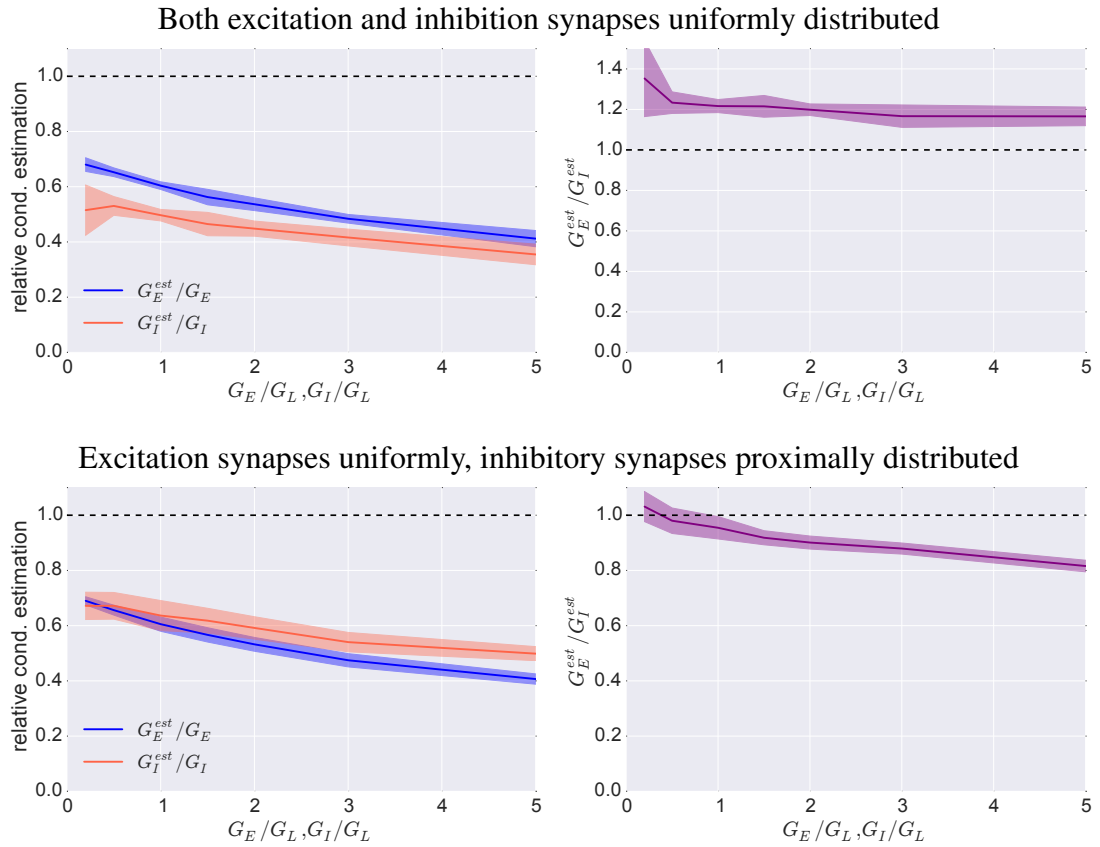 Both excitation and inhibition synapses uniformly distributed
relative cond. estimation
1.0
0.8
0.6
0.4
0.2
0.0
G_E^{est}/G_E
G_I^{est}/G_I
0 1 2 3 4 5
G_E/G_L ,G_I/G_L
G_E^{est}/G_I^{est}
1.4
1.2
1.0
0.8
0.6
0.4
0.2
0.0
0 1 2 3 4 5
G_E/G_L ,G_I/G_L
Excitation synapses uniformly, inhibitory synapses proximally distributed
relative cond. estimation
1.0
0.8
0.6
0.4
0.2
0.0
G_E^{est}/G_E
G_I^{est}/G_I
0 1 2 3 4 5
G_E/G_L ,G_I/G_L
G_E^{est}/G_I^{est}
1.0
0.8
0.6
0.4
0.2
0.0
0 1 2 3 4 5
G_E/G_L ,G_I/G_L